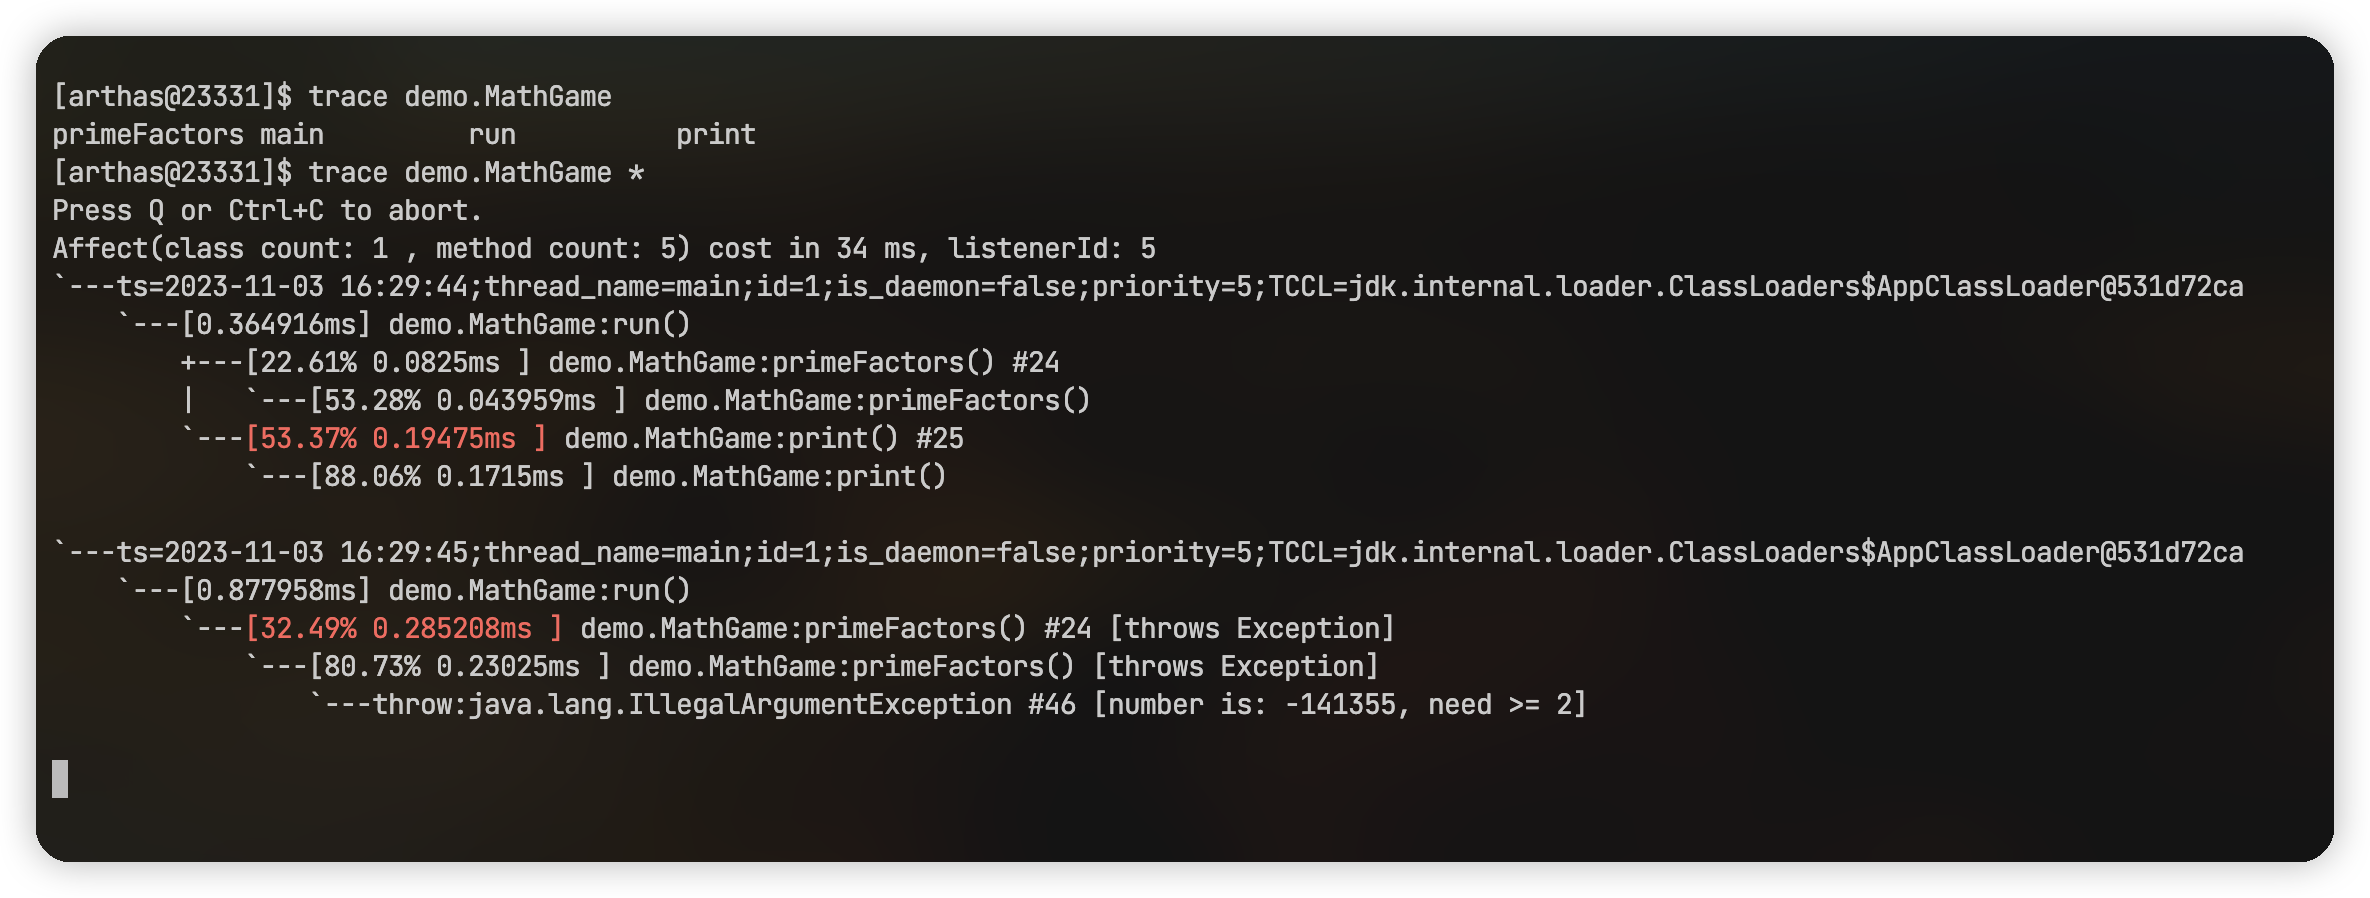 [arthas@23331]$ trace demo.MathGame
primeFactors main         run          print
[arthas@23331]$ trace demo.MathGame *
Press Q or Ctrl+C to abort.
Affect(class count: 1 , method count: 5) cost in 34 ms, listenerId: 5
`---ts=2023-11-03 16:29:44;thread_name=main;id=1;is_daemon=false;priority=5;TCCL=jdk.internal.loader.ClassLoaders$AppClassLoader@531d72ca
    `---[0.364916ms] demo.MathGame:run()
        +---[22.61% 0.0825ms ] demo.MathGame:primeFactors() #24
        |   `---[53.28% 0.043959ms ] demo.MathGame:primeFactors()
        `---[53.37% 0.19475ms ] demo.MathGame:print() #25
            `---[88.06% 0.1715ms ] demo.MathGame:print()
`---ts=2023-11-03 16:29:45;thread_name=main;id=1;is_daemon=false;priority=5;TCCL=jdk.internal.loader.ClassLoaders$AppClassLoader@531d72ca
    `---[0.877958ms] demo.MathGame:run()
        `---[32.49% 0.285208ms ] demo.MathGame:primeFactors() #24 [throws Exception]
            `---[80.73% 0.23025ms ] demo.MathGame:primeFactors() [throws Exception]
                `---throw:java.lang.IllegalArgumentException #46 [number is: -141355, need >= 2]